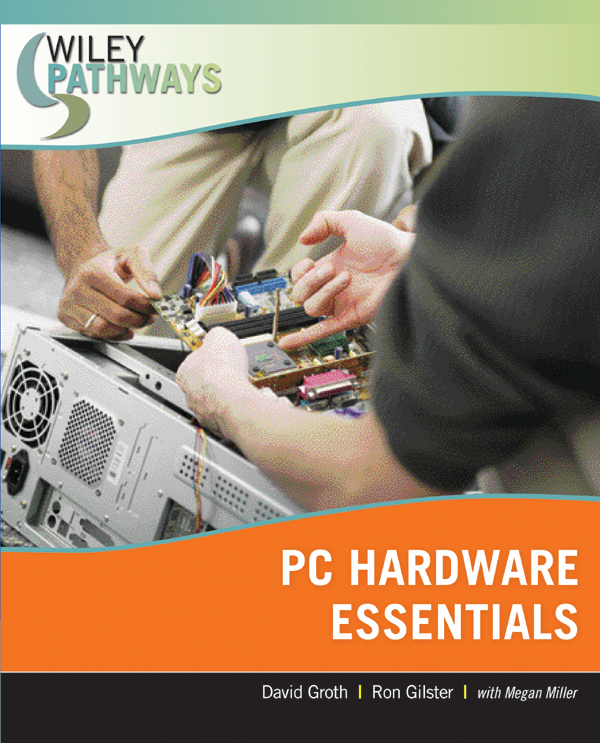 WILEY
PATHWAYS
PC HARDWARE
ESSENTIALS
David Groth | Ron Gilster | with Megan Miller